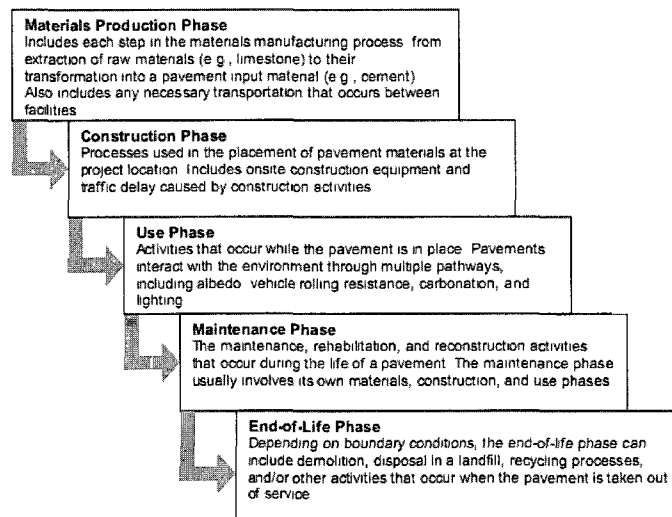 Materials Production Phase
Includes each step in the materials manufacturing process from
extraction of raw materials (e g , limestone) to their
transformation into a pavement input material (e g , cement)
Also includes any necessary transportation that occurs between
facilities
Construction Phase
Processes used in the placement of pavement materials at the
project location Includes onsite construction equipment and
traffic delay caused by construction activities
Use Phase
Activities that occur while the pavement is in place Pavements
interact with the environment through multiple pathways,
including albedo vehicle rolling resistance, carbonation, and
lighting
Maintenance Phase
The maintenance, rehabilitation, and reconstruction activities
that occur during the life of a pavement The maintenance phase
usually involves its own materials, construction, and use phases
End-of-Life Phase
Depending on boundary conditions, the end-of-life phase can
include demolition, disposal in a landfill, recycling processes,
and/or other activities that occur when the pavement is taken out
of service